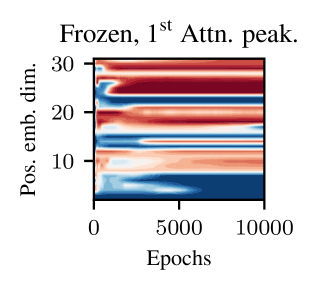 Frozen, 1st Attn. peak.
Pos. emb. dim.
30
20
10
0 5000 10000
Epochs